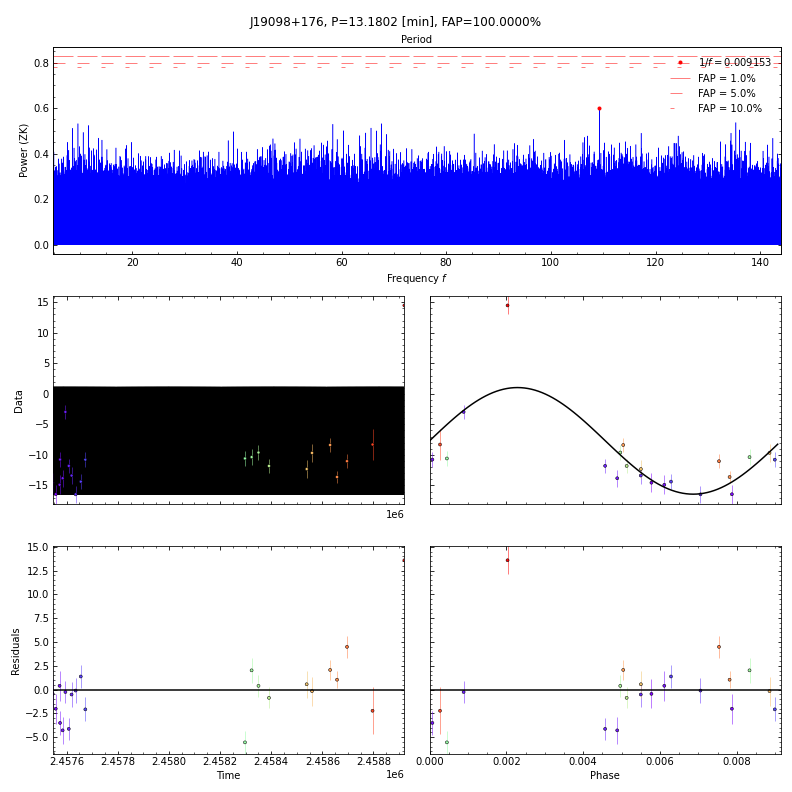 J19098+176, P=13.1802 [min], FAP=100.0000%
Period
Power (ZK)
0.8
0.6
0.4
0.2
0.0
1/f = 0.009153
FAP = 1.0%
FAP = 5.0%
FAP = 10.0%
20 40 60 80 100 120 140
Frequency f
Data
15
10
5
0
−5
−10
−15
1e6
Residuals
15.0
12.5
10.0
7.5
5.0
2.5
0.0
−2.5
−5.0
2.4576 2.4578 2.4580 2.4582 2.4584 2.4586 2.4588
1e6
Time
0.000 0.002 0.004 0.006 0.008
Phase